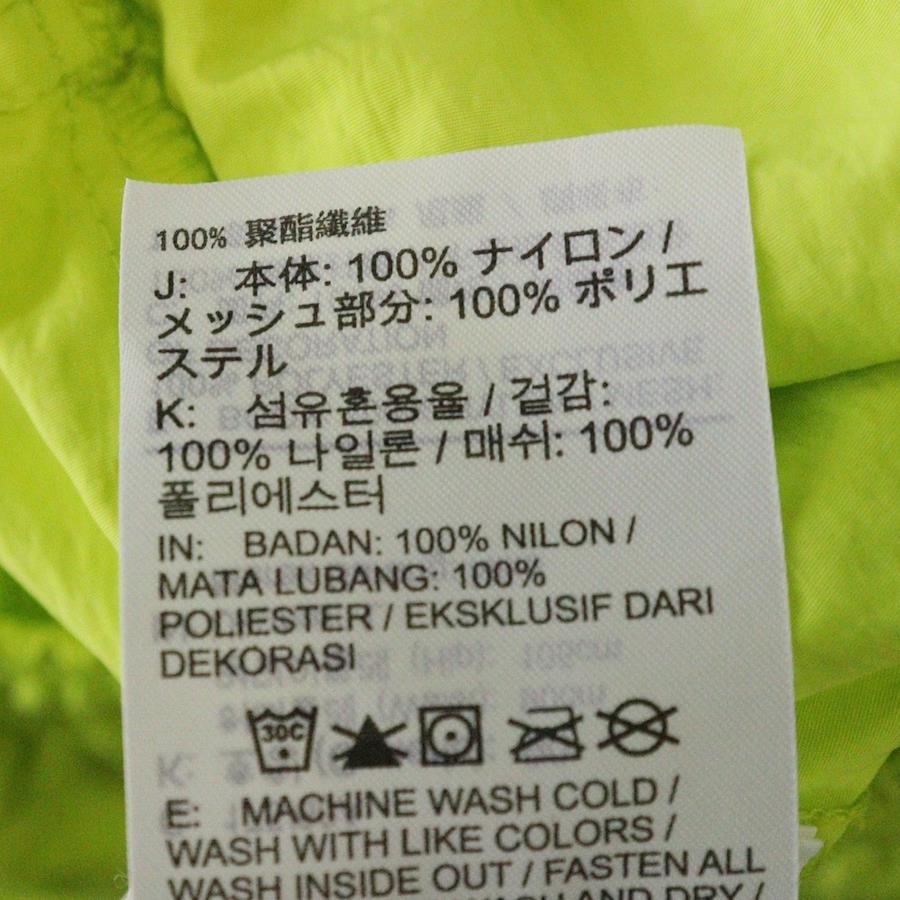 100% 聚酯纖維
J: 本体: 100% ナイロン /
メッシュ部分: 100% ポリエ
ステル
K: 섬유혼용율 / 겉감:
100% 나일론 / 매쉬: 100%
폴리에스터
IN: BADAN: 100% NILON /
MATA LUBANG: 100%
POLIESTER / EKSKLUSIF DARI
DEKORASI
30C
E: MACHINE WASH COLD /
WASH WITH LIKE COLORS /
WASH INSIDE OUT / FASTEN ALL
WASH AND DRY /